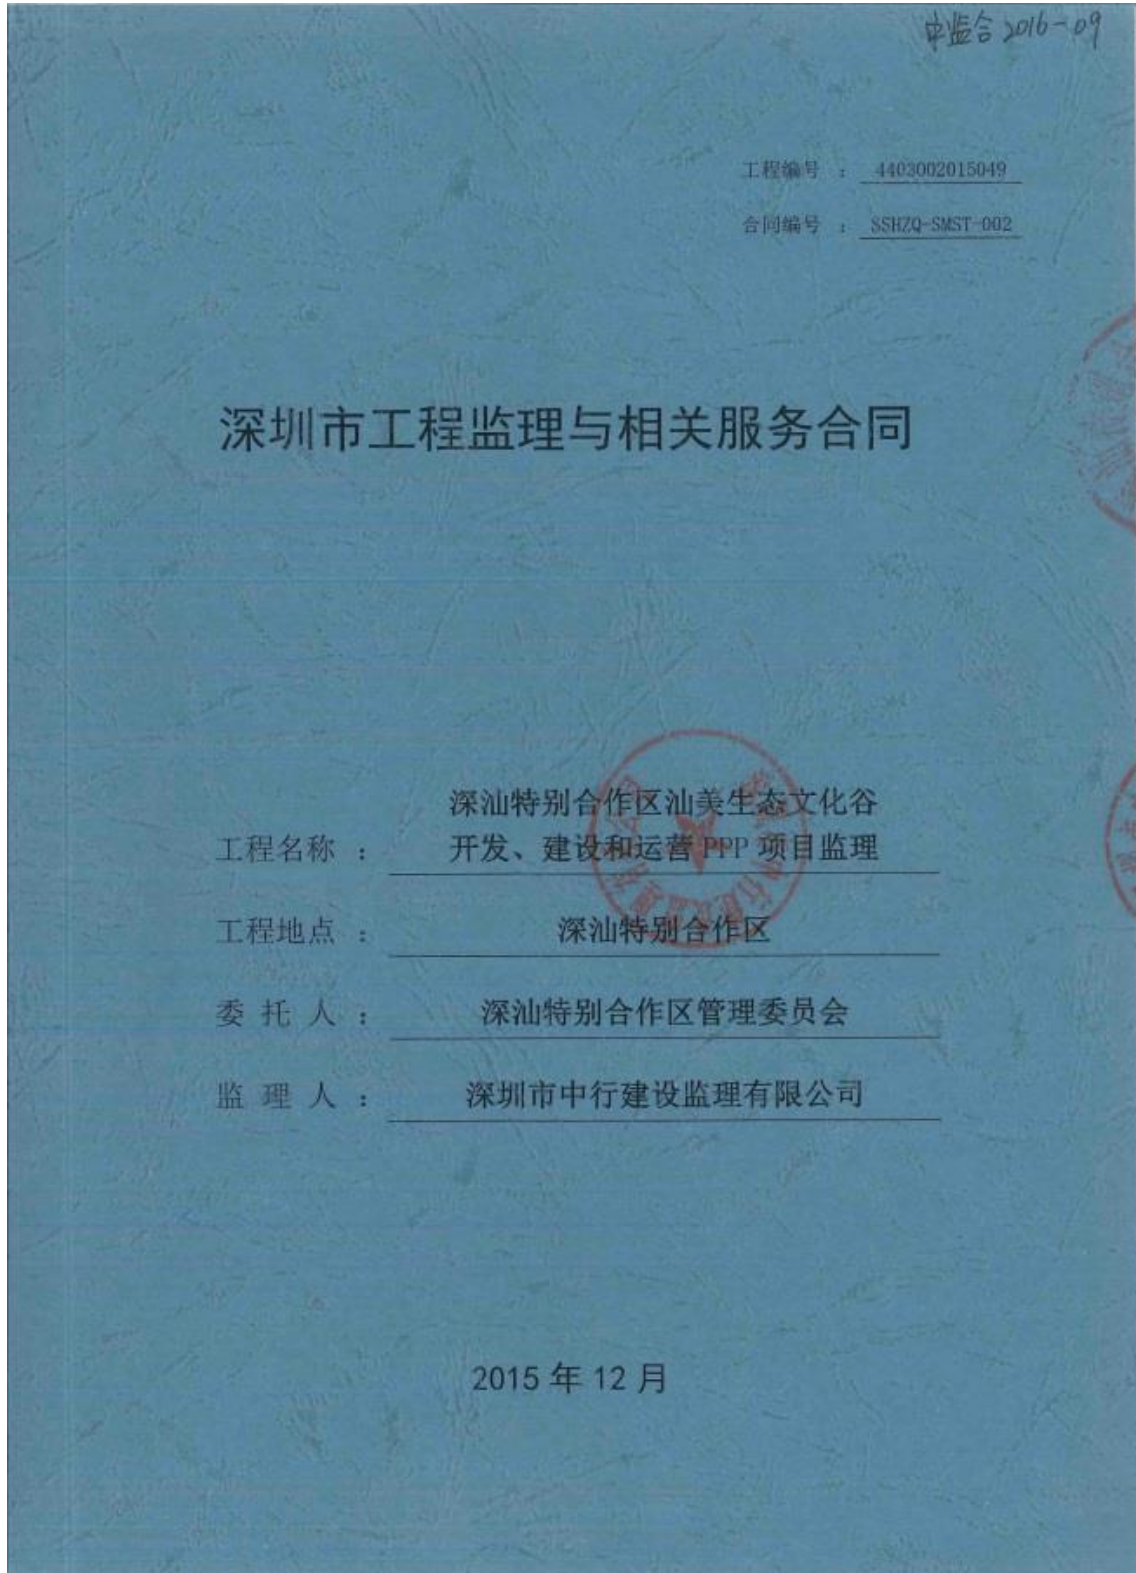 中监合2016-09
工程编号 : 4403002015049
合同编号 : SSHZQ-SMST-002
深圳市工程监理与相关服务合同
深汕特别合作区汕美生态文化谷
工程名称 : 开发、建设和运营 PPP 项目监理
工程地点 : 深汕特别合作区
委 托 人 : 深汕特别合作区管理委员会
监 理 人 : 深圳市中行建设监理有限公司
2015 年 12 月